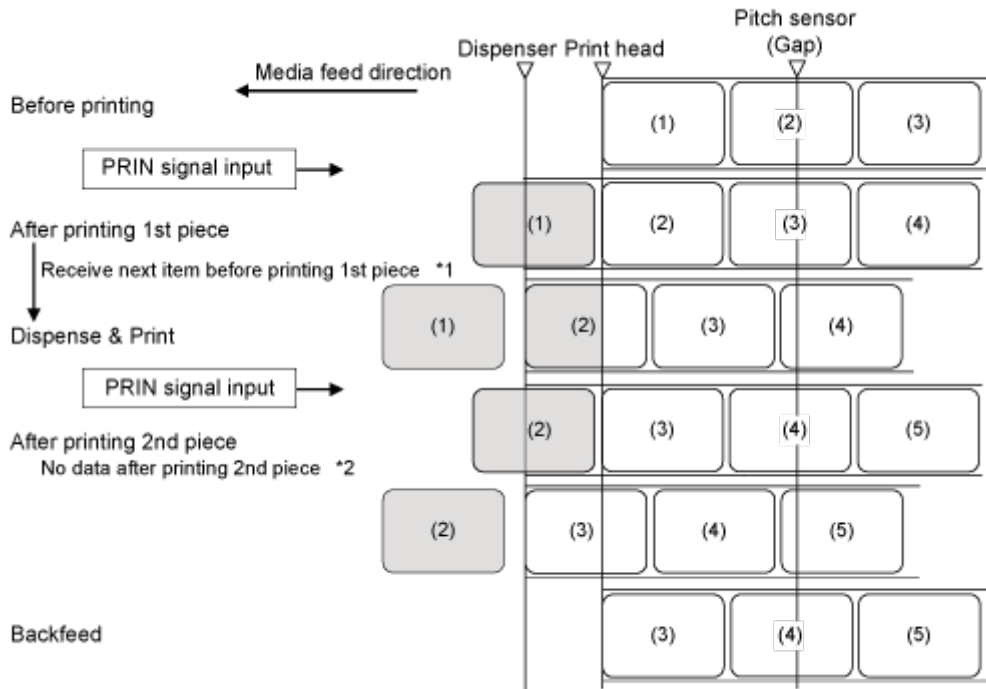 Pitch sensor
(Gap)
Dispenser Print head
Media feed direction
Before printing
(1) (2) (3)
PRIN signal input
(1) (2) (3) (4)
After printing 1st piece
Receive next item before printing 1st piece *1
(1) (2) (3) (4)
Dispense & Print
PRIN signal input
(2) (3) (4) (5)
After printing 2nd piece
No data after printing 2nd piece *2
(2) (3) (4) (5)
Backfeed
(3) (4) (5)